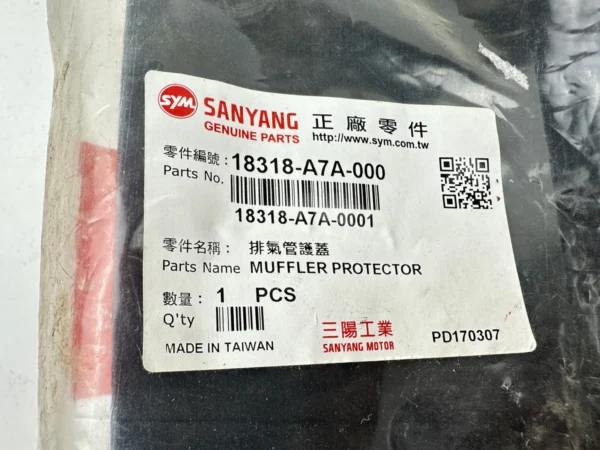 SYM SANYANG 正廠零件
GENUINE PARTS http://www.sym.com.tw
零件編號：18318-A7A-000
Parts No.
18318-A7A-0001
零件名稱： 排氣管護蓋
Parts Name MUFFLER PROTECTOR
數量： 1 PCS
Q'ty
三陽工業
MADE IN TAIWAN SANYANG MOTOR PD170307